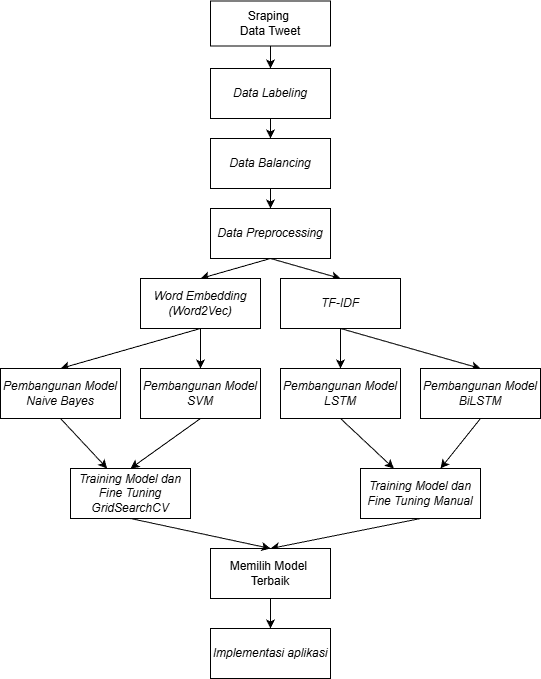 Sraping
Data Tweet
Data Labeling
Data Balancing
Data Preprocessing
Word Embedding
(Word2Vec)
TF-IDF
Pembangunan Model
Naive Bayes
Pembangunan Model
SVM
Pembangunan Model
LSTM
Pembangunan Model
BiLSTM
Training Model dan
Fine Tuning
GridSearchCV
Training Model dan
Fine Tuning Manual
Memilih Model
Terbaik
Implementasi aplikasi